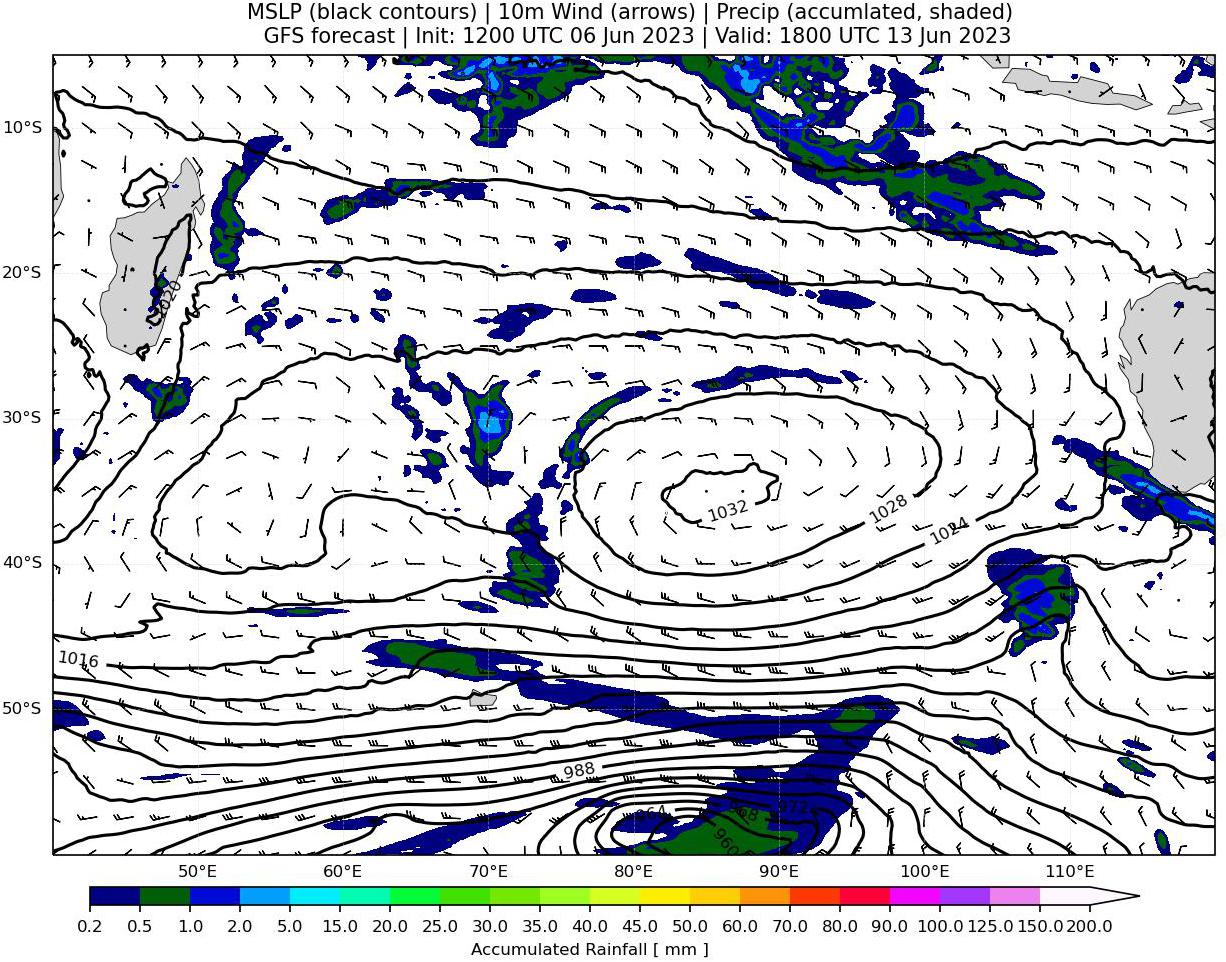 MSLP (black contours) | 10m Wind (arrows) | Precip (accumlated, shaded)
GFS forecast | Init: 1200 UTC 06 Jun 2023 | Valid: 1800 UTC 13 Jun 2023
10°S
20°S
1020
30°S
1032
1028
1024
40°S
1016
50°S
988
964
968
972
960
50°E
60°E
70°E
80°E
90°E
100°E
110°E
0.2 0.5 1.0 2.0 5.0 10.0 15.0 20.0 25.0 30.0 35.0 40.0 45.0 50.0 60.0 70.0 80.0 90.0 100.0 125.0 150.0 200.0
Accumulated Rainfall [ mm ]